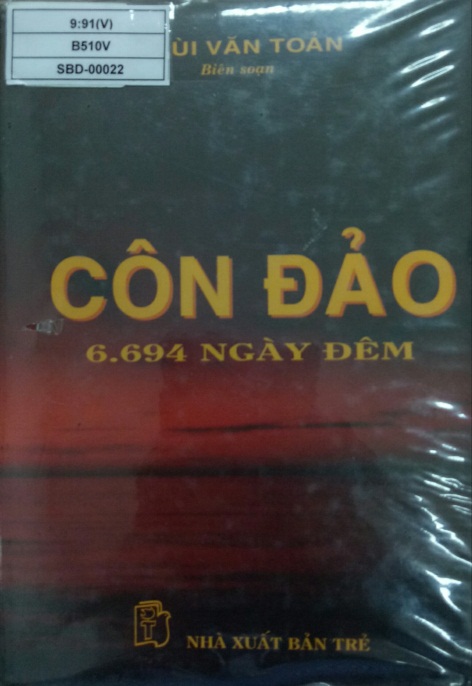 9:91(V)
B510V
SBD-00022
ÙI VĂN TOẢN
Biên soạn
CÔN ĐẢO
6.694 NGÀY ĐÊM
NHÀ XUẤT BẢN TRẺ